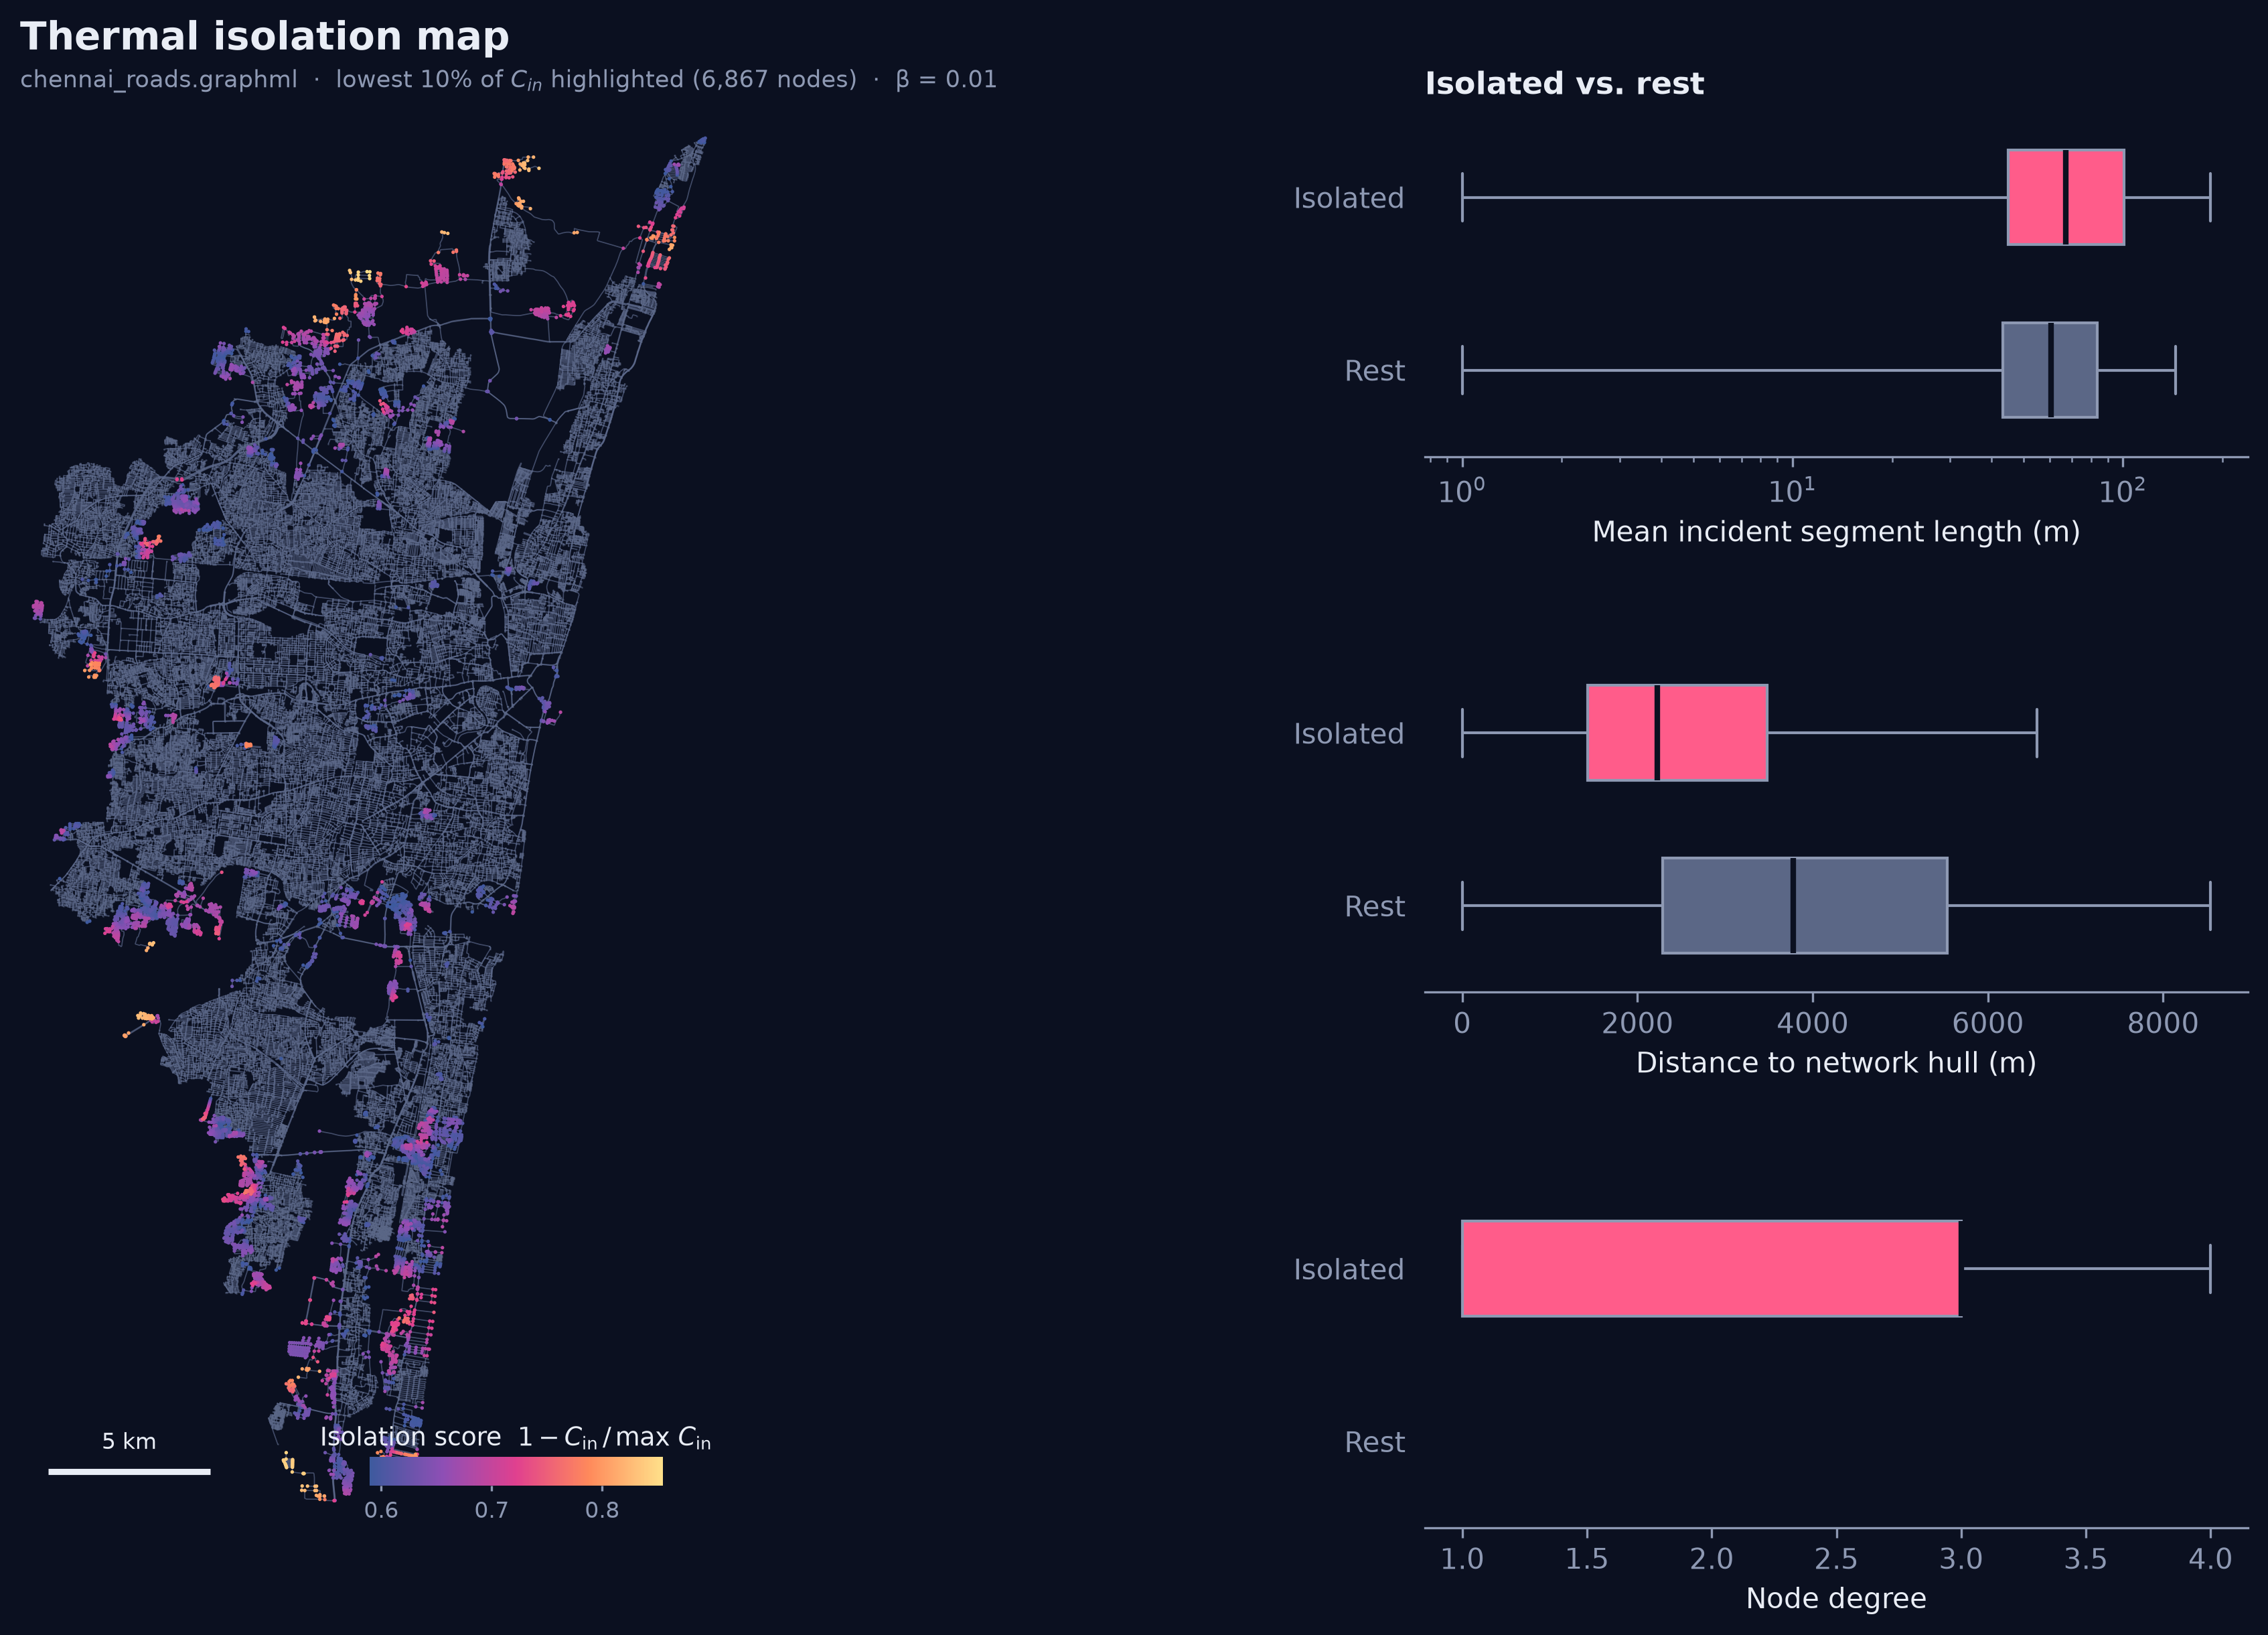 Thermal isolation map
chennai_roads.graphml · lowest 10% of C_in highlighted (6,867 nodes) · β = 0.01
5 km
Isolation score 1 − C_in / max C_in
0.6 0.7 0.8
Isolated vs. rest
Isolated
Rest
10^0 10^1 10^2
Mean incident segment length (m)
Isolated
Rest
0 2000 4000 6000 8000
Distance to network hull (m)
Isolated
Rest
1.0 1.5 2.0 2.5 3.0 3.5 4.0
Node degree